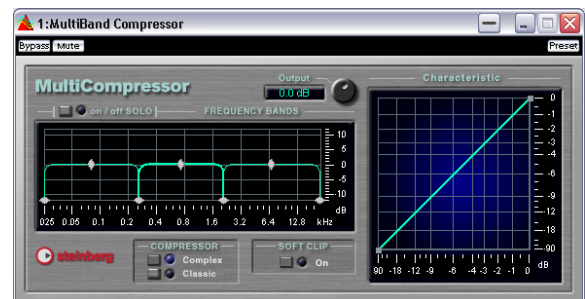 1:MultiBand Compressor
Bypass Mute Preset
MultiCompressor
Output
0.0 dB
Characteristic
on / off SOLO
FREQUENCY BANDS
10
5
0
-5
-10
dB
025 0.05 0.1 0.2 0.4 0.8 1.6 3.2 6.4 12.8 kHz
0
-1
-2
-3
-4
-6
-9
-12
-18
-90
90 -18 -12 -9 -6 -4 -3 -2 -1 0 dB
steinberg
COMPRESSOR
Complex
Classic
SOFT CLIP
On